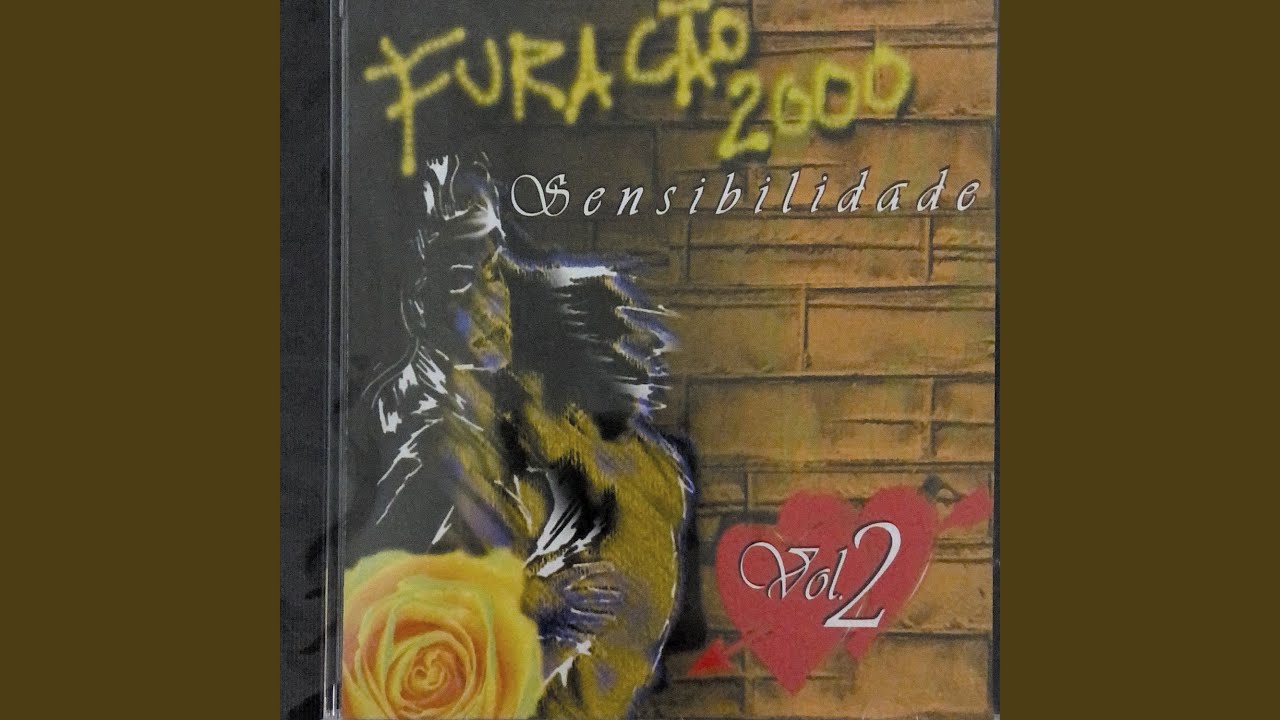 FURACÃO
2000
Sensibilidade
Vol. 2